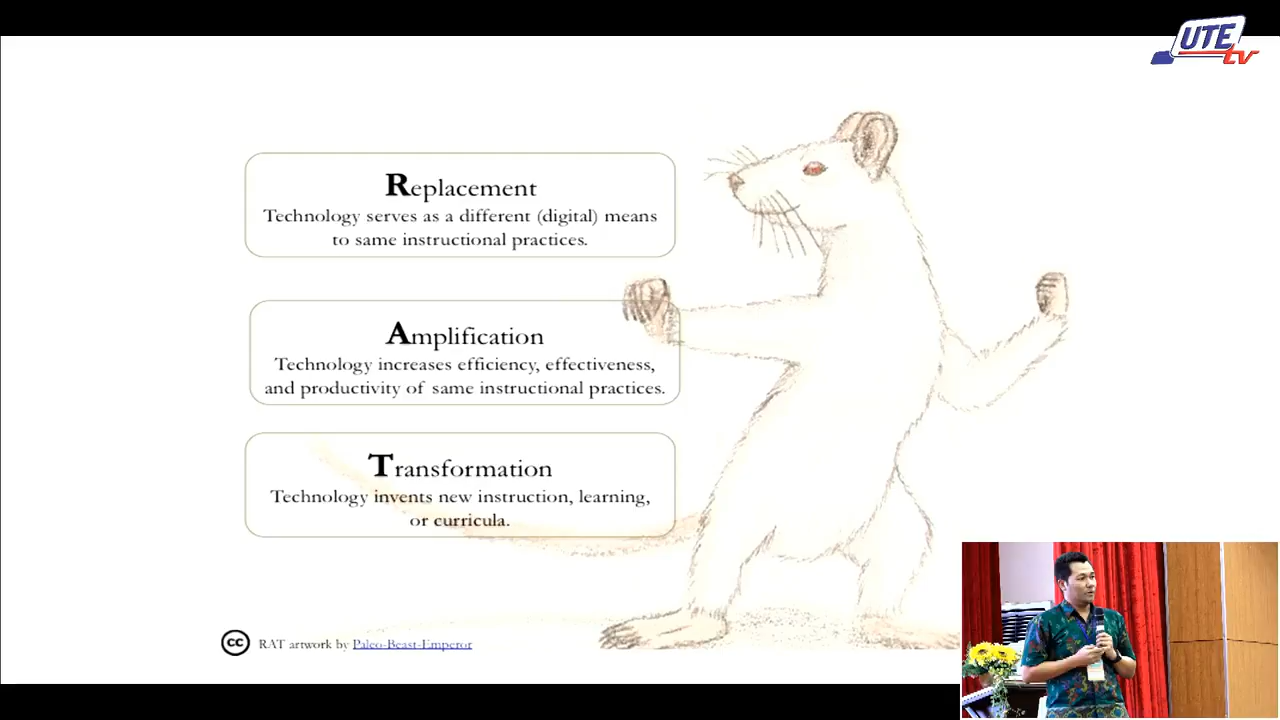 UTE
tv
Replacement
Technology serves as a different (digital) means
to same instructional practices.
Amplification
Technology increases efficiency, effectiveness,
and productivity of same instructional practices.
Transformation
Technology invents new instruction, learning,
or curricula.
cc RAT artwork by Paleo-Beast-Emperor